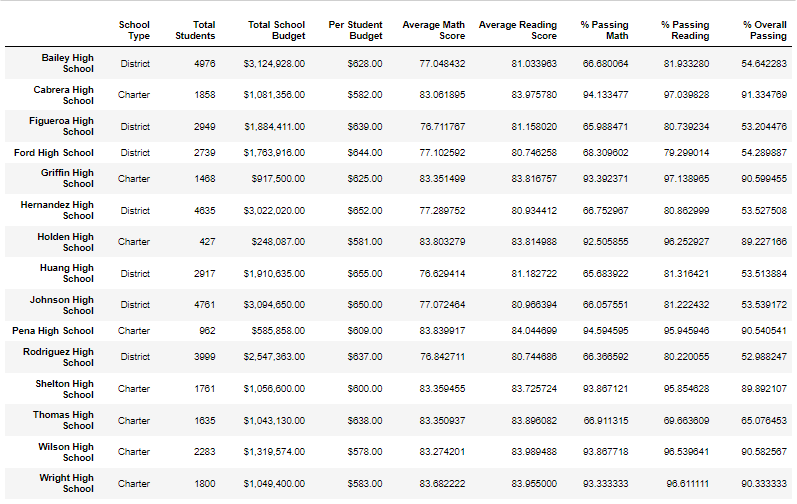 School Type Total Students Total School Budget Per Student Budget Average Math Score Average Reading Score % Passing Math % Passing Reading % Overall Passing
Bailey High School District 4976 $3,124,928.00 $628.00 77.048432 81.033963 66.680064 81.933280 54.642283
Cabrera High School Charter 1858 $1,081,356.00 $582.00 83.061895 83.975780 94.133477 97.039828 91.334769
Figueroa High School District 2949 $1,884,411.00 $639.00 76.711767 81.158020 65.988471 80.739234 53.204476
Ford High School District 2739 $1,763,916.00 $644.00 77.102592 80.746258 68.309602 79.299014 54.289887
Griffin High School Charter 1468 $917,500.00 $625.00 83.351499 83.816757 93.392371 97.138965 90.599455
Hernandez High School District 4635 $3,022,020.00 $652.00 77.289752 80.934412 66.752967 80.862999 53.527508
Holden High School Charter 427 $248,087.00 $581.00 83.803279 83.814988 92.505855 96.252927 89.227166
Huang High School District 2917 $1,910,635.00 $655.00 76.629414 81.182722 65.683922 81.316421 53.513884
Johnson High School District 4761 $3,094,650.00 $650.00 77.072464 80.966394 66.057551 81.222432 53.539172
Pena High School Charter 962 $585,858.00 $609.00 83.839917 84.044699 94.594595 95.945946 90.540541
Rodriguez High School District 3999 $2,547,363.00 $637.00 76.842711 80.744686 66.366592 80.220055 52.988247
Shelton High School Charter 1761 $1,056,600.00 $600.00 83.359455 83.725724 93.867121 95.854628 89.892107
Thomas High School Charter 1635 $1,043,130.00 $638.00 83.350937 83.896082 66.911315 69.663609 65.076453
Wilson High School Charter 2283 $1,319,574.00 $578.00 83.274201 83.989488 93.867718 96.539641 90.582567
Wright High School Charter 1800 $1,049,400.00 $583.00 83.682222 83.955000 93.333333 96.611111 90.333333